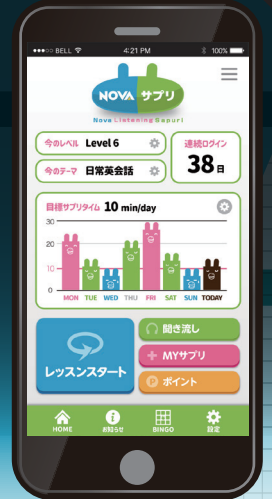 BELL 4:21 PM 100%
NOVA サプリ
Nova Listening Sapuri
今のレベル Level 6
今のテーマ 日常英会話
連続ログイン
38日
目標サプリタイム 10 min/day
30
20
10
0
MON TUE WED THU FRI SAT SUN TODAY
レッスンスタート
聞き流し
MYサプリ
P ポイント
HOME お知らせ BINGO 設定